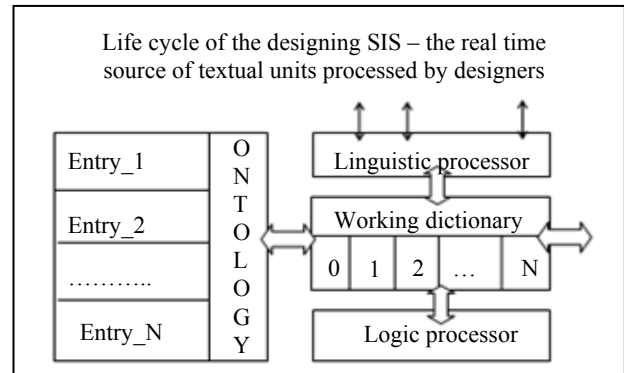 Life cycle of the designing SIS – the real time
source of textual units processed by designers
Entry_1
Entry_2
………..
Entry_N
O
N
T
O
L
O
G
Y
Linguistic processor
Working dictionary
0 1 2 … N
Logic processor